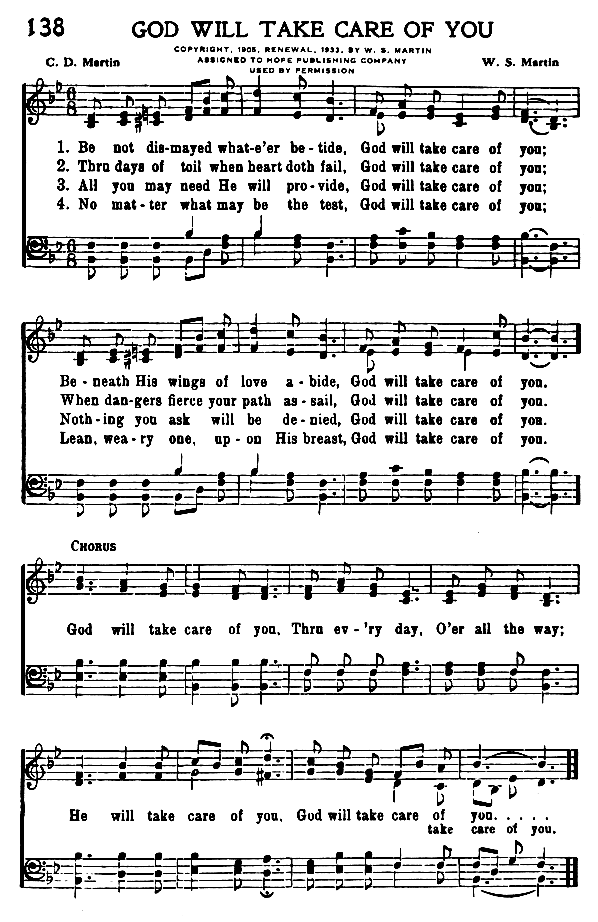 138 GOD WILL TAKE CARE OF YOU
COPYRIGHT, 1905, RENEWAL, 1933, BY W. S. MARTIN
C. D. Martin ASSIGNED TO HOPE PUBLISHING COMPANY W. S. Martin
USED BY PERMISSION
1. Be not dis-mayed what-e'er be-tide, God will take care of you;
2. Thru days of toil when heart doth fail, God will take care of you;
3. All you may need He will pro-vide, God will take care of you;
4. No mat-ter what may be the test, God will take care of you;
Be-neath His wings of love a-bide, God will take care of you.
When dan-gers fierce your path as-sail, God will take care of you.
Noth-ing you ask will be de-nied, God will take care of you.
Lean, wea-ry one, up-on His breast, God will take care of you.
CHORUS
God will take care of you, Thru ev-'ry day, O'er all the way;
He will take care of you, God will take care of you.....
take care of you.